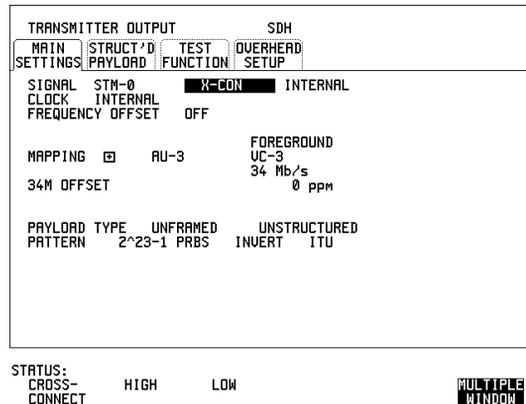 TRANSMITTER OUTPUT SDH
MAIN SETTINGS
STRUCT'D PAYLOAD
TEST FUNCTION
OVERHEAD SETUP
SIGNAL STM-0 X-CON INTERNAL
CLOCK INTERNAL
FREQUENCY OFFSET OFF
FOREGROUND
MAPPING + AU-3 VC-3
34 Mb/s
34M OFFSET 0 ppm
PAYLOAD TYPE UNFRAMED UNSTRUCTURED
PATTERN 2^23-1 PRBS INVERT ITU
STATUS:
CROSS-CONNECT HIGH LOW MULTIPLE WINDOW